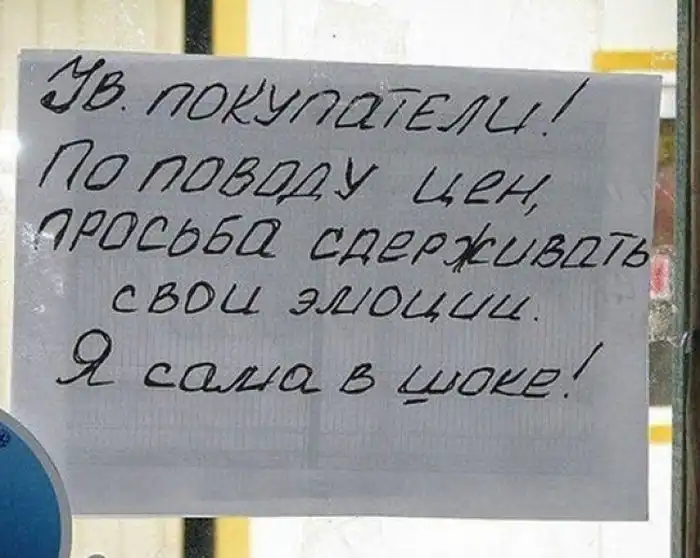 Ув. покупатели!
По поводу цен,
просьба сдерживать
свои эмоции.
Я сама в шоке!